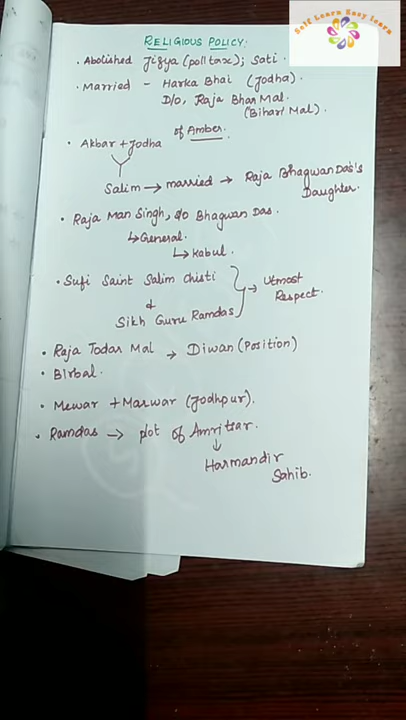 Self Learn Easy Learn
RELIGIOUS POLICY:
• Abolished Jizya (poll tax); Sati.
• Married - Harka Bhai (Jodha).
D/o, Raja Bhar Mal.
(Bihari Mal).
of Amber.
• Akbar + Jodha
Salim → married → Raja Bhagwan Das's
Daughter.
• Raja Man Singh, s/o Bhagwan Das.
↳ General.
↳ Kabul.
• Sufi Saint Salim Chisti
&
Sikh Guru Ramdas
→ Utmost
Respect.
• Raja Todar Mal → Diwan (Position)
• Birbal.
• Mewar + Marwar (Jodhpur).
• Ramdas → plot of Amritsar.
↓
Harmandir
Sahib.